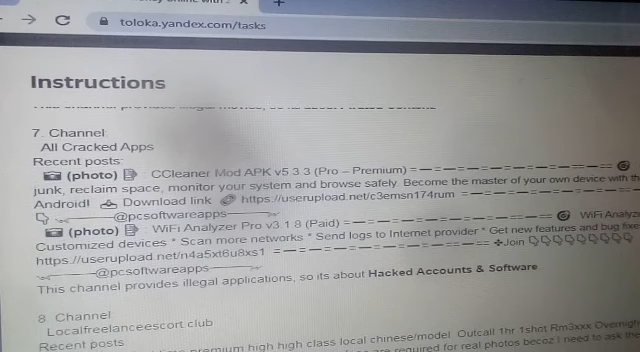 toloka.yandex.com/tasks
Instructions
7. Channel:
All Cracked Apps
Recent posts:
(photo) : CCleaner Mod APK v5.3.3 (Pro – Premium) =
junk, reclaim space, monitor your system and browse safely. Become the master of your own device with
Android! Download link https://userupload.net/c3emsn174rum =
@pcsoftwareapps
(photo) : WiFi Analyzer Pro v3.1.8 (Paid) = WiFi
Customized devices * Scan more networks * Send logs to Internet provider * Get new features and bug
https://userupload.net/n4a5xt6u8xs1 = Join
@pcsoftwareapps
This channel provides illegal applications, so its about Hacked Accounts & Software
8. Channel:
Localfreelanceescort club
Recent posts
premium high high class local chinese/model. Outcall 1hr 1shot Rm3xxx
required for real photos becoz i need to ask